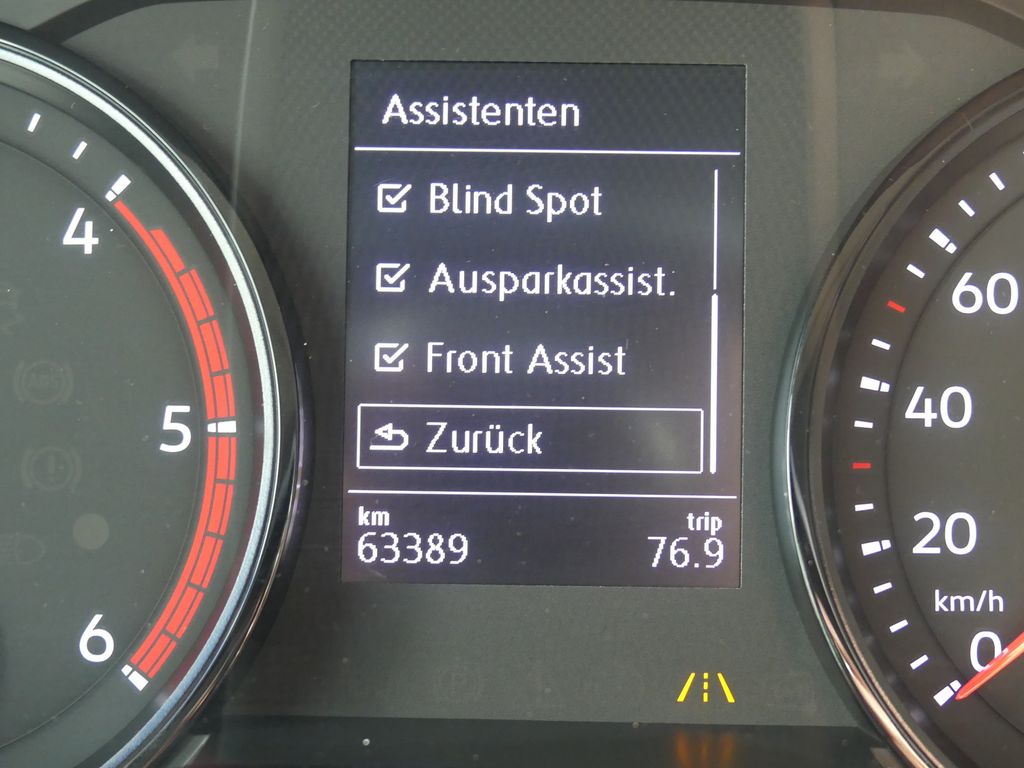 Assistenten
Blind Spot
Ausparkassist.
Front Assist
Zurück
km
trip
63389
76.9
4
5
6
60
40
20
km/h
0